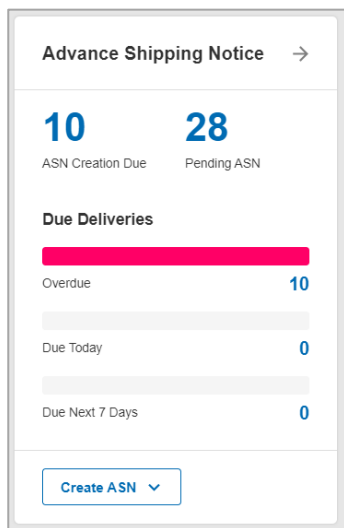 Advance Shipping Notice
10 28
ASN Creation Due Pending ASN
Due Deliveries
Overdue 10
Due Today 0
Due Next 7 Days 0
Create ASN